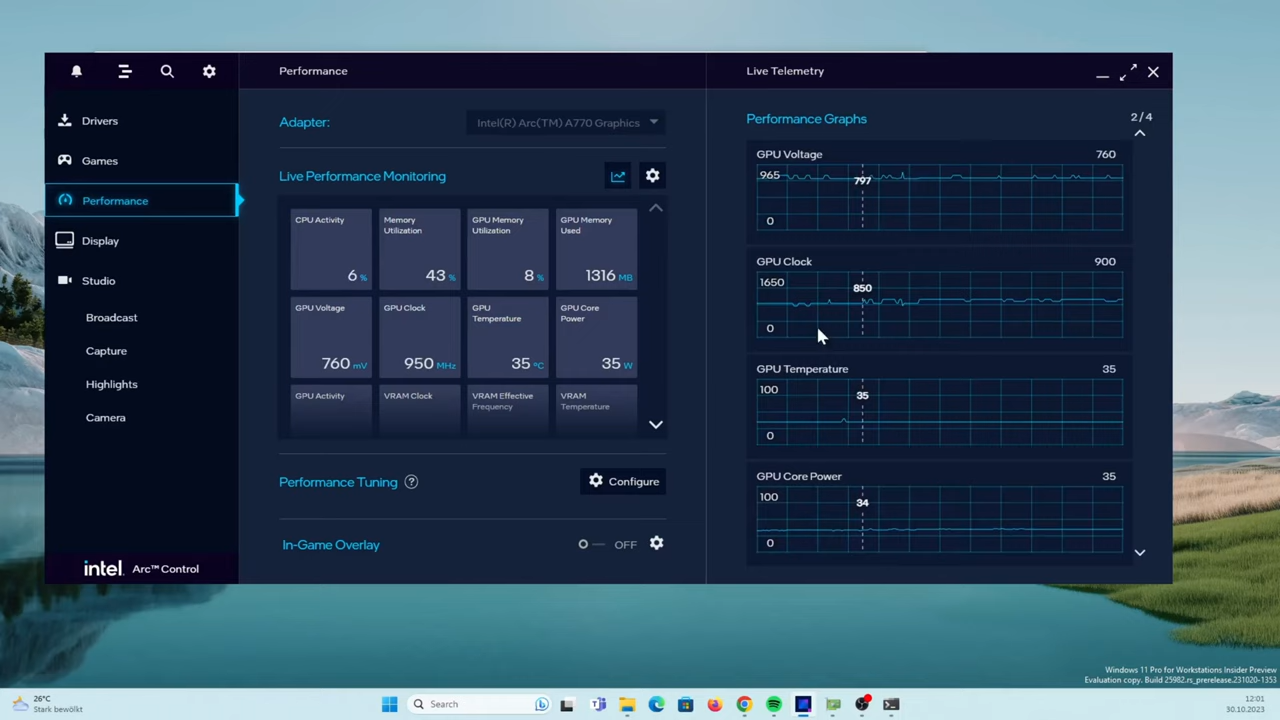 Drivers
Games
Performance
Display
Studio
Broadcast
Capture
Highlights
Camera
intel. Arc™ Control
Performance
Adapter:
Intel(R) Arc(TM) A770 Graphics
Live Performance Monitoring
CPU Activity
6 %
Memory
Utilization
43 %
GPU Memory
Utilization
8 %
GPU Memory
Used
1316 MB
GPU Voltage
760 mV
GPU Clock
950 MHz
GPU
Temperature
35 °C
GPU Core
Power
35 W
GPU Activity
VRAM Clock
VRAM Effective
Frequency
VRAM
Temperature
Performance Tuning ?
Configure
In-Game Overlay
OFF
Live Telemetry
Performance Graphs
2/4
GPU Voltage 760
965
797
0
GPU Clock 900
1650
850
0
GPU Temperature 35
100
35
0
GPU Core Power 35
100
34
0
Windows 11 Pro for Workstations Insider Preview
Evaluation copy. Build 25982.rs_prerelease.231020-1353
26°C
Stark bewölkt
Search
12:01
30.10.2023